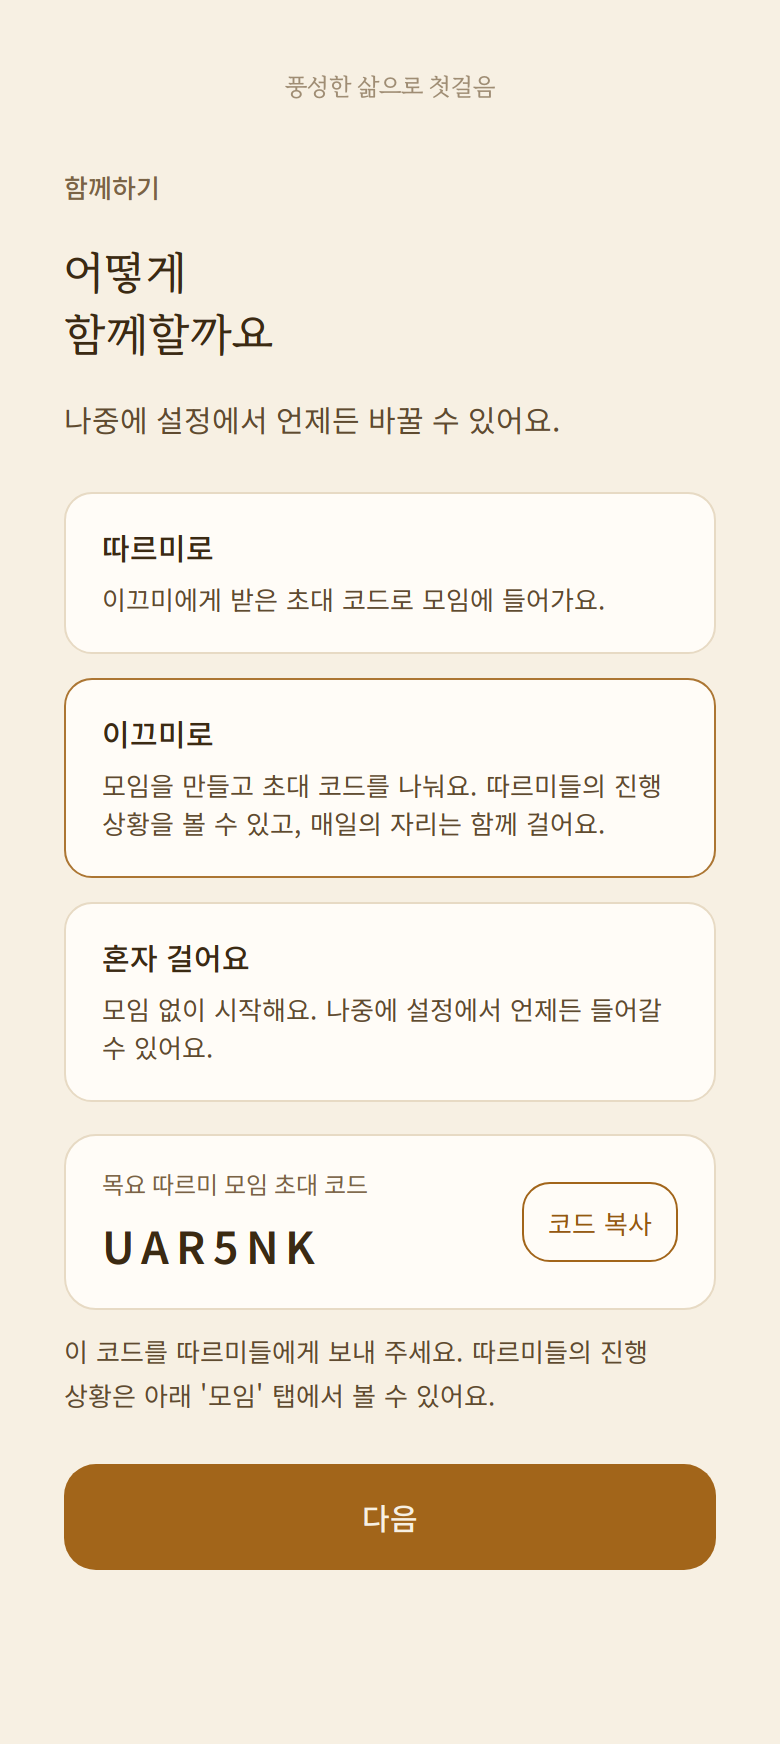 풍성한 삶으로 첫걸음
함께하기
어떻게
함께할까요
나중에 설정에서 언제든 바꿀 수 있어요.
따르미로
이끄미에게 받은 초대 코드로 모임에 들어가요.
이끄미로
모임을 만들고 초대 코드를 나눠요. 따르미들의 진행
상황을 볼 수 있고, 매일의 자리는 함께 걸어요.
혼자 걸어요
모임 없이 시작해요. 나중에 설정에서 언제든 들어갈
수 있어요.
목요 따르미 모임 초대 코드
UAR5NK
코드 복사
이 코드를 따르미들에게 보내 주세요. 따르미들의 진행
상황은 아래 '모임' 탭에서 볼 수 있어요.
다음